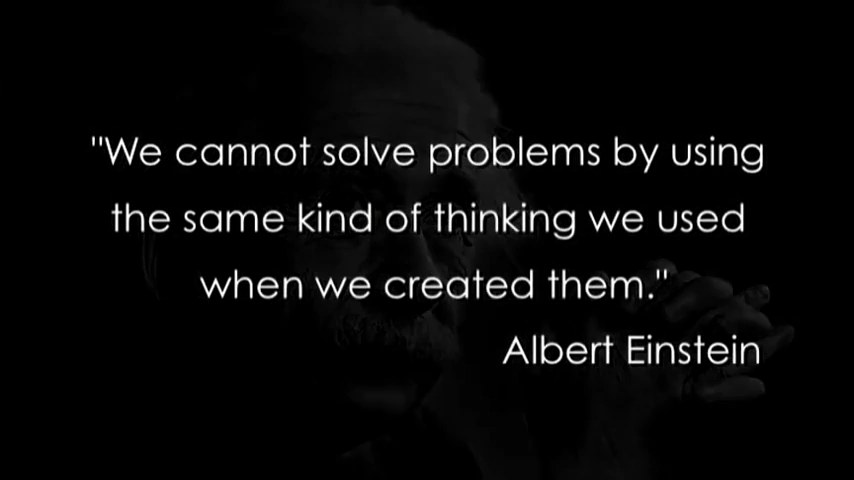 "We cannot solve problems by using
the same kind of thinking we used
when we created them."
Albert Einstein